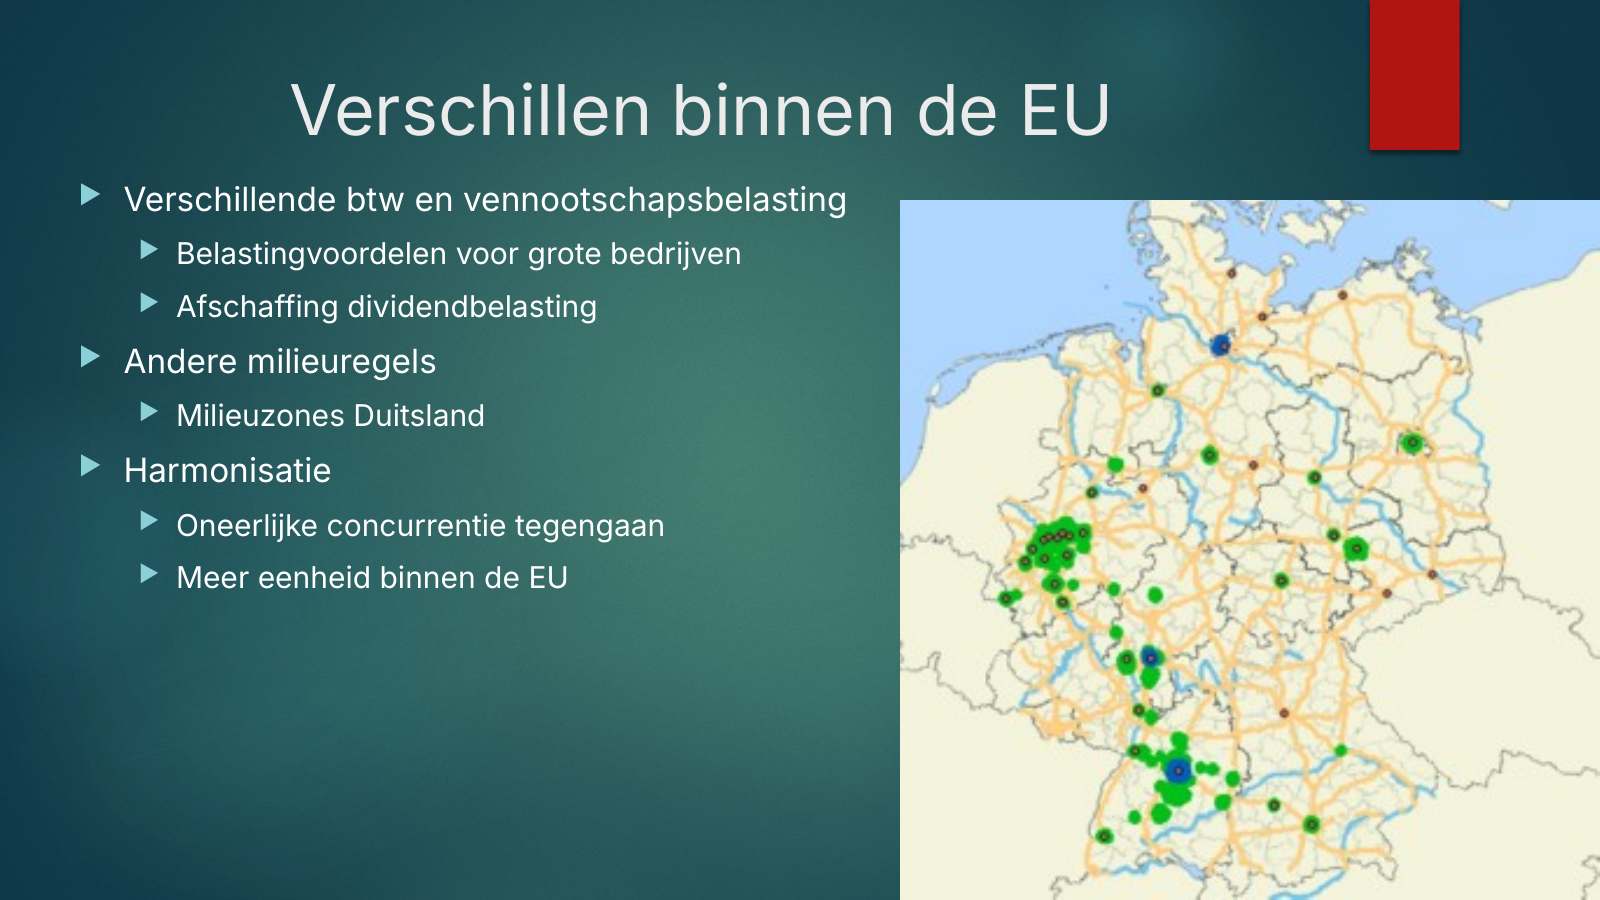 Verschillen binnen de EU
Verschillende btw en vennootschapsbelasting
Belastingvoordelen voor grote bedrijven
Afschaffing dividendbelasting
Andere milieuregels
Milieuzones Duitsland
Harmonisatie
Oneerlijke concurrentie tegengaan
Meer eenheid binnen de EU